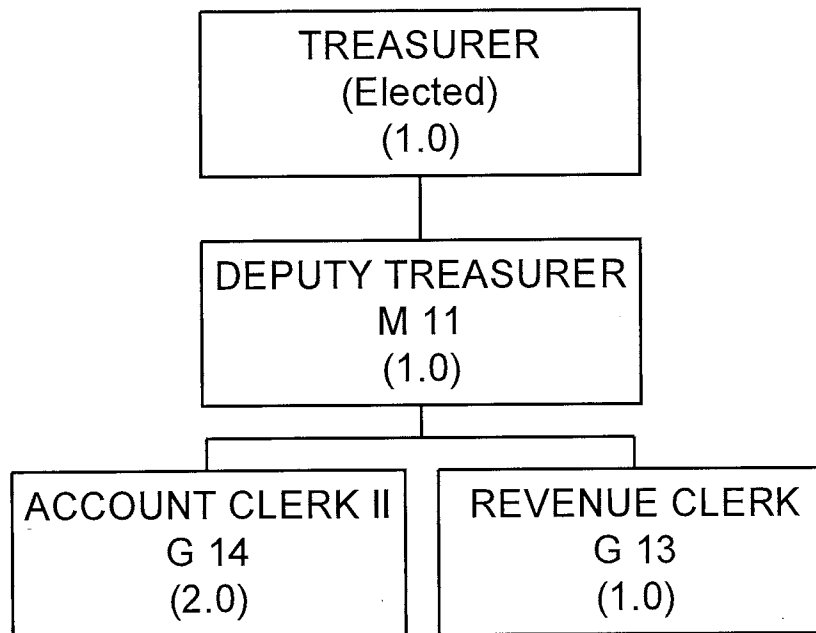 TREASURER
(Elected)
(1.0)
DEPUTY TREASURER
M 11
(1.0)
ACCOUNT CLERK II
G 14
(2.0)
REVENUE CLERK
G 13
(1.0)